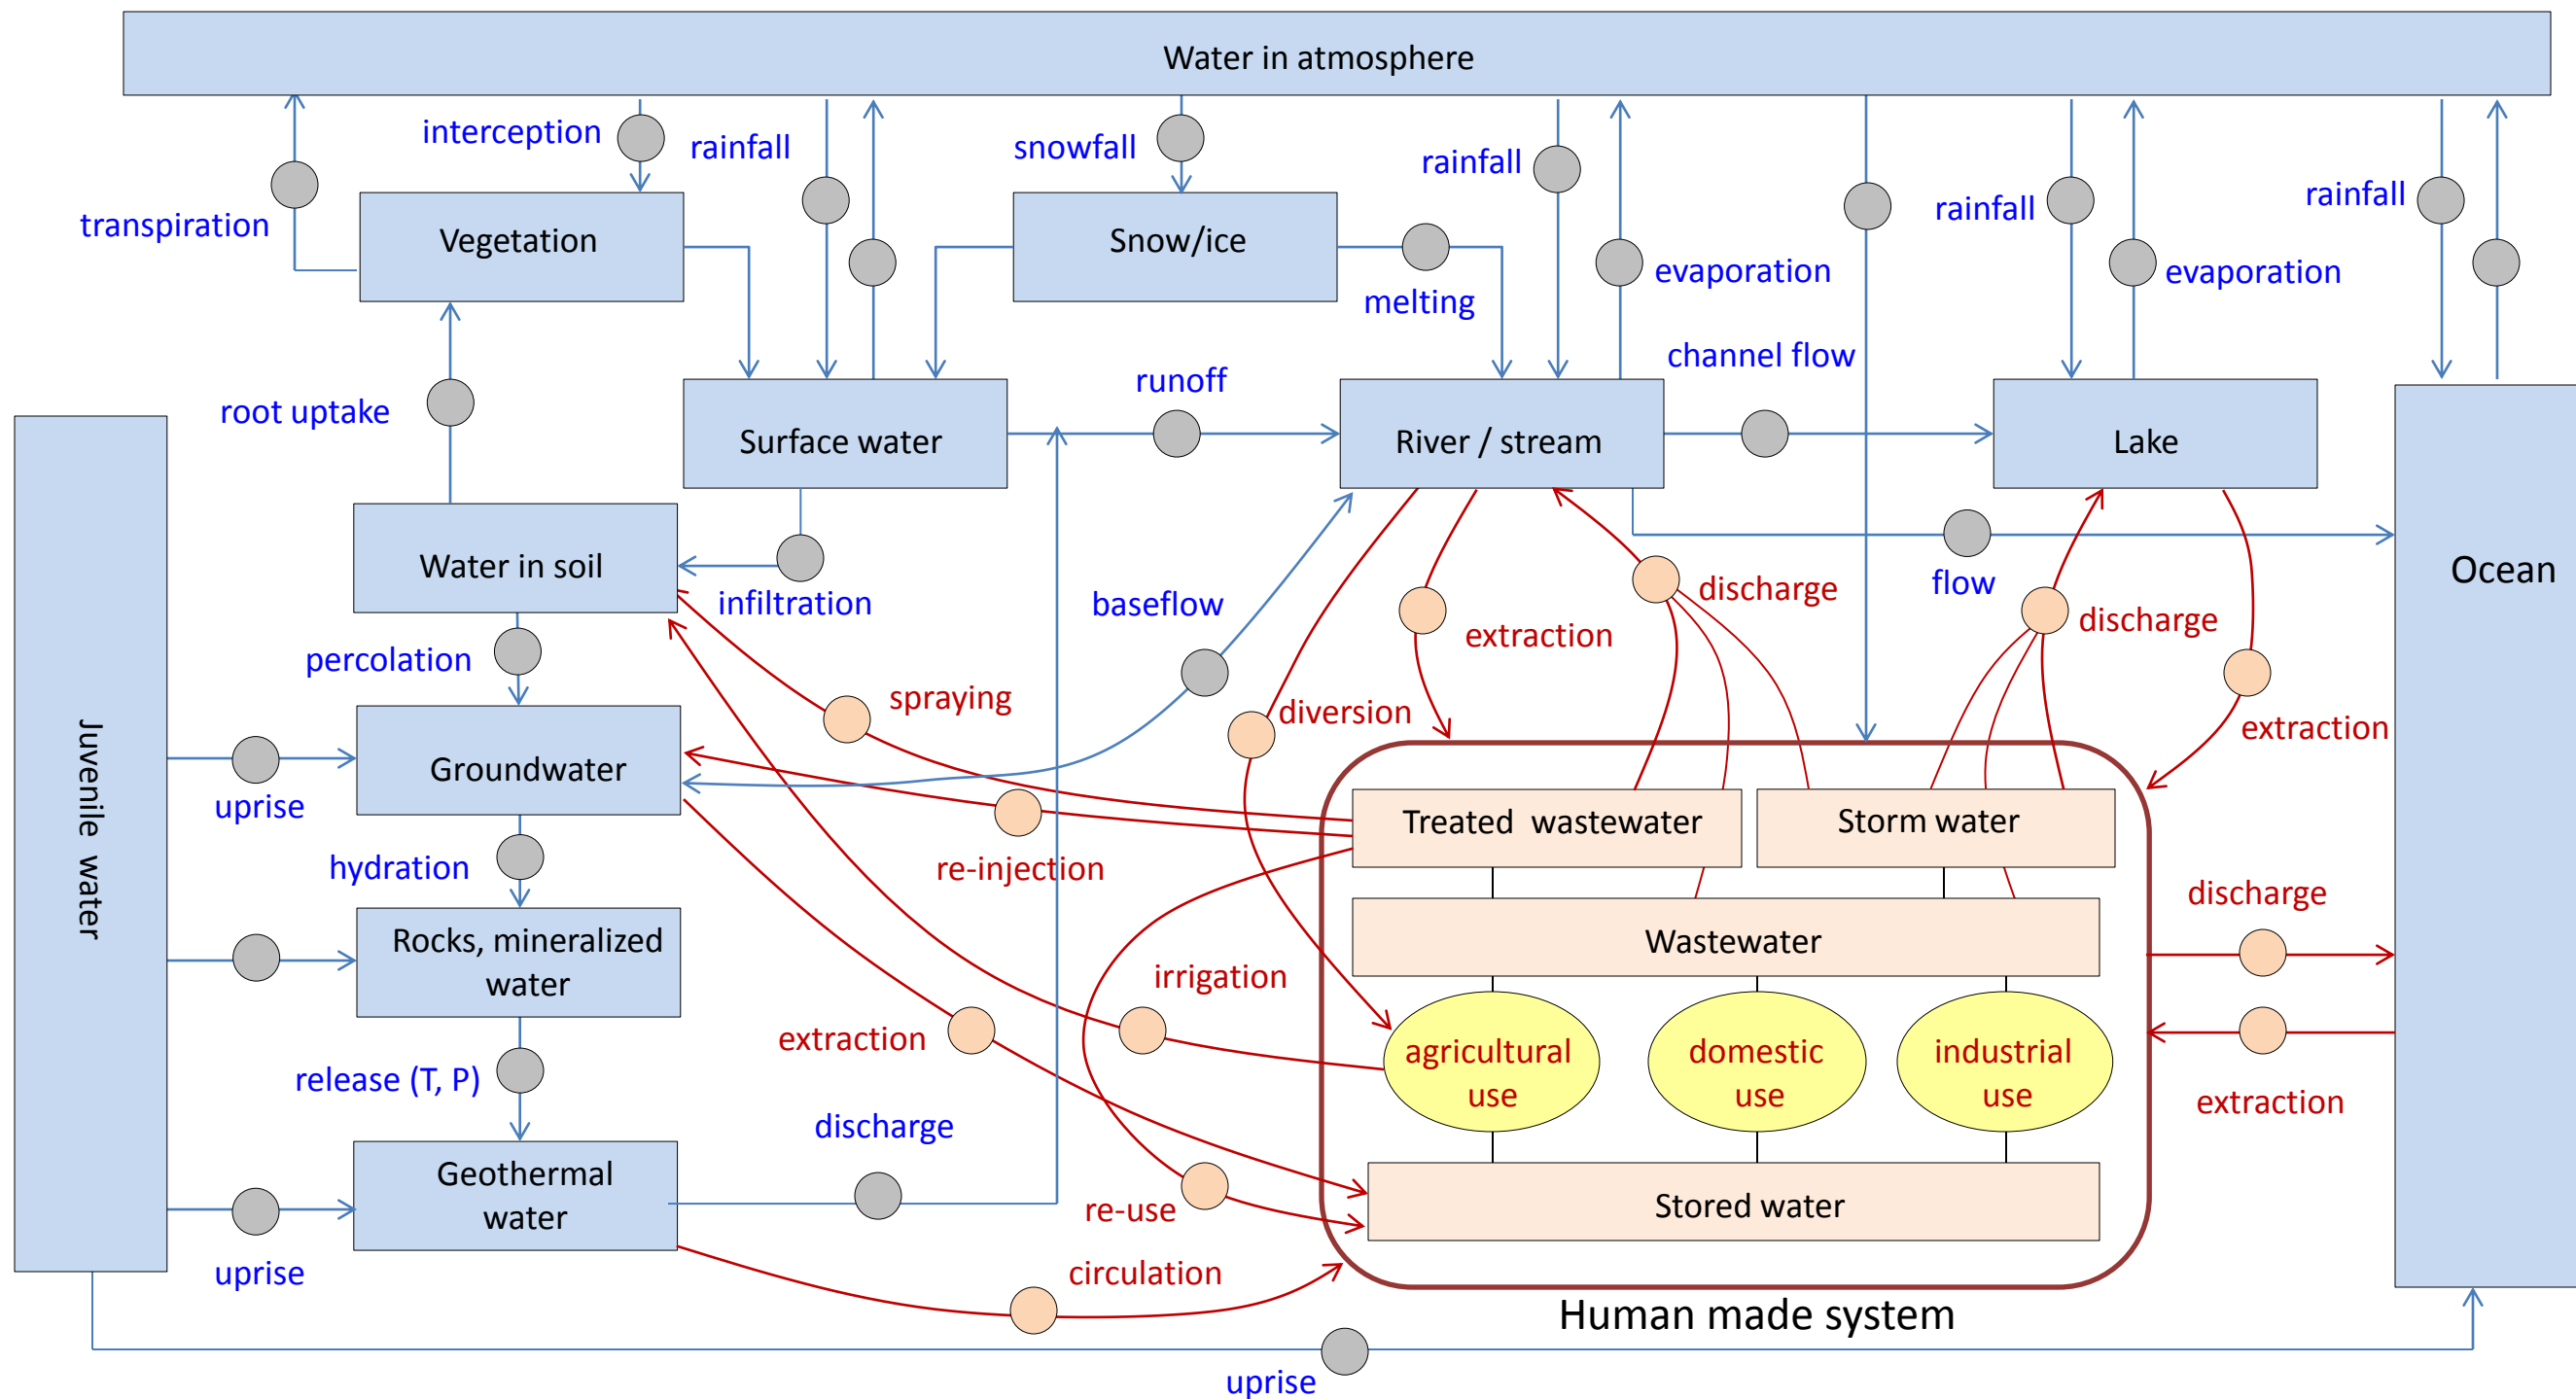 Water in atmosphere
interception
rainfall
snowfall
rainfall
rainfall
rainfall
transpiration
Vegetation
Snow/ice
evaporation
evaporation
melting
channel flow
root uptake
runoff
Surface water
River / stream
Lake
Water in soil
infiltration
baseflow
discharge
flow
discharge
Ocean
extraction
percolation
spraying
diversion
extraction
Juvenile water
Groundwater
uprise
Treated wastewater
Storm water
hydration
re-injection
discharge
Rocks, mineralized
water
Wastewater
irrigation
extraction
agricultural
use
domestic
use
industrial
use
release (T, P)
extraction
discharge
Geothermal
water
re-use
Stored water
uprise
circulation
Human made system
uprise